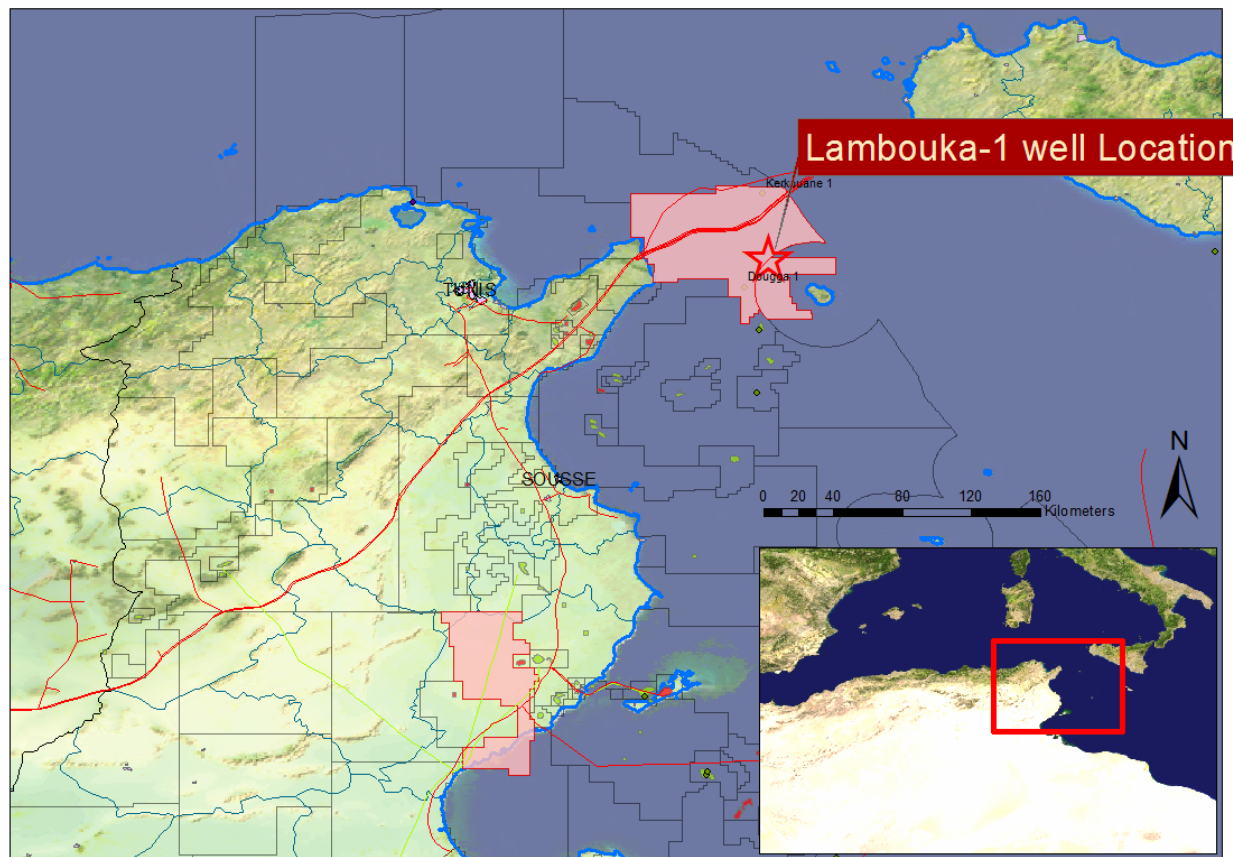 Lambouka-1 well Location
Kerkouane 1
Dougga 1
TUNIS
SOUSSE
N
0 20 40 80 120 160
Kilometers